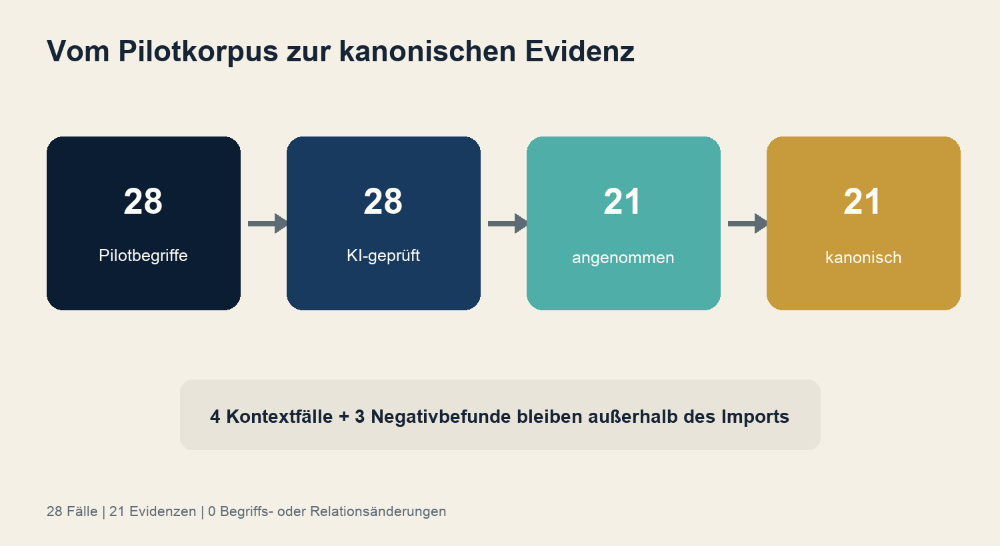 Vom Pilotkorpus zur kanonischen Evidenz
28
Pilotbegriffe
28
KI-geprüft
21
angenommen
21
kanonisch
4 Kontextfälle + 3 Negativbefunde bleiben außerhalb des Imports
28 Fälle | 21 Evidenzen | 0 Begriffs- oder Relationsänderungen